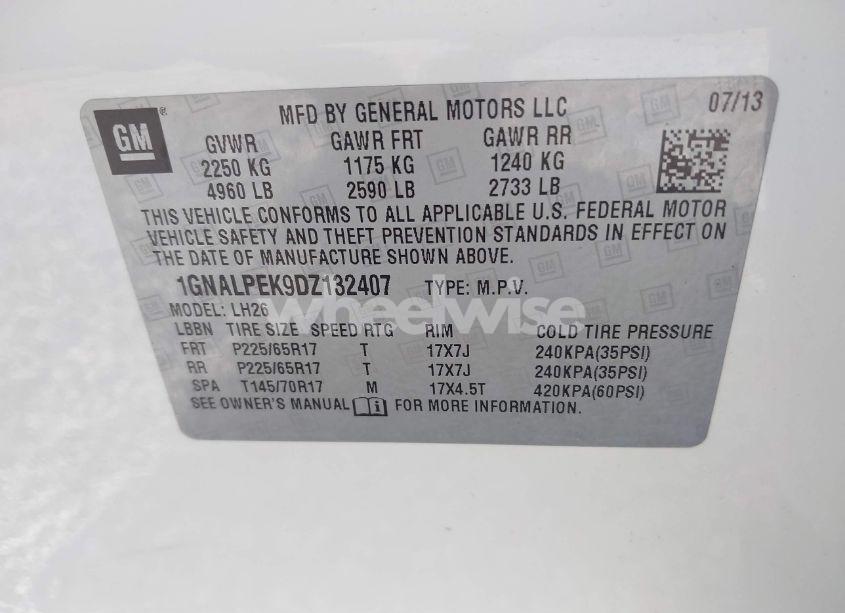 GM
MFD BY GENERAL MOTORS LLC 07/13
GVWR GAWR FRT GAWR RR
2250 KG 1175 KG 1240 KG
4960 LB 2590 LB 2733 LB
THIS VEHICLE CONFORMS TO ALL APPLICABLE U.S. FEDERAL MOTOR
VEHICLE SAFETY AND THEFT PREVENTION STANDARDS IN EFFECT ON
THE DATE OF MANUFACTURE SHOWN ABOVE.
1GNALPEK9DZ132407 TYPE: M.P.V.
wheelwise
MODEL: LH26
LBBN TIRE SIZE SPEED RTG RIM COLD TIRE PRESSURE
FRT P225/65R17 T 17X7J 240KPA(35PSI)
RR P225/65R17 T 17X7J 240KPA(35PSI)
SPA T145/70R17 M 17X4.5T 420KPA(60PSI)
SEE OWNER'S MANUAL FOR MORE INFORMATION.